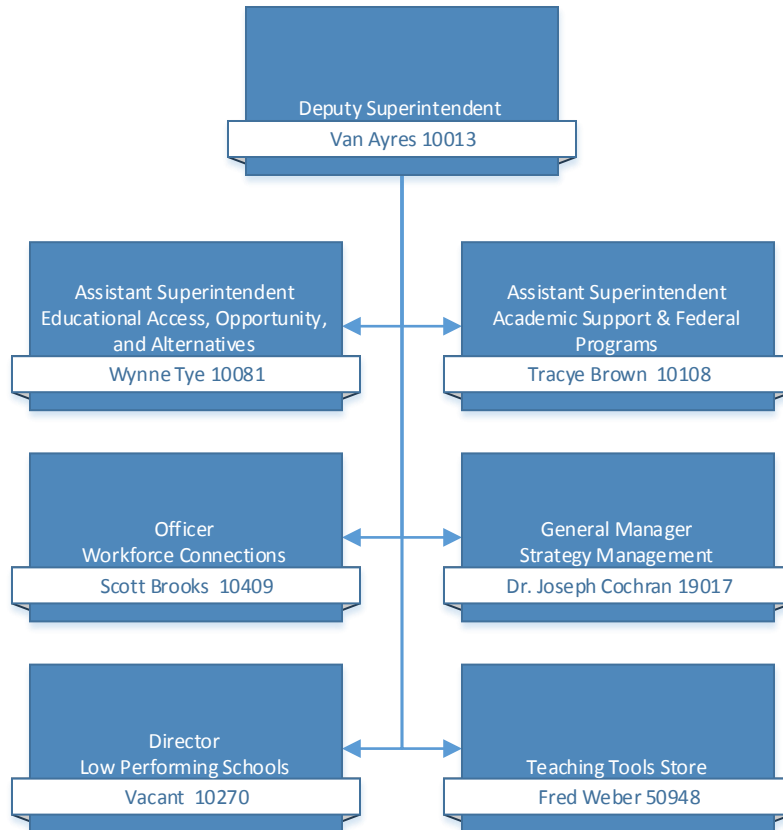 Deputy Superintendent
Van Ayres 10013
Assistant Superintendent
Educational Access, Opportunity,
and Alternatives
Wynne Tye 10081
Assistant Superintendent
Academic Support & Federal
Programs
Tracye Brown 10108
Officer
Workforce Connections
Scott Brooks 10409
General Manager
Strategy Management
Dr. Joseph Cochran 19017
Director
Low Performing Schools
Vacant 10270
Teaching Tools Store
Fred Weber 50948